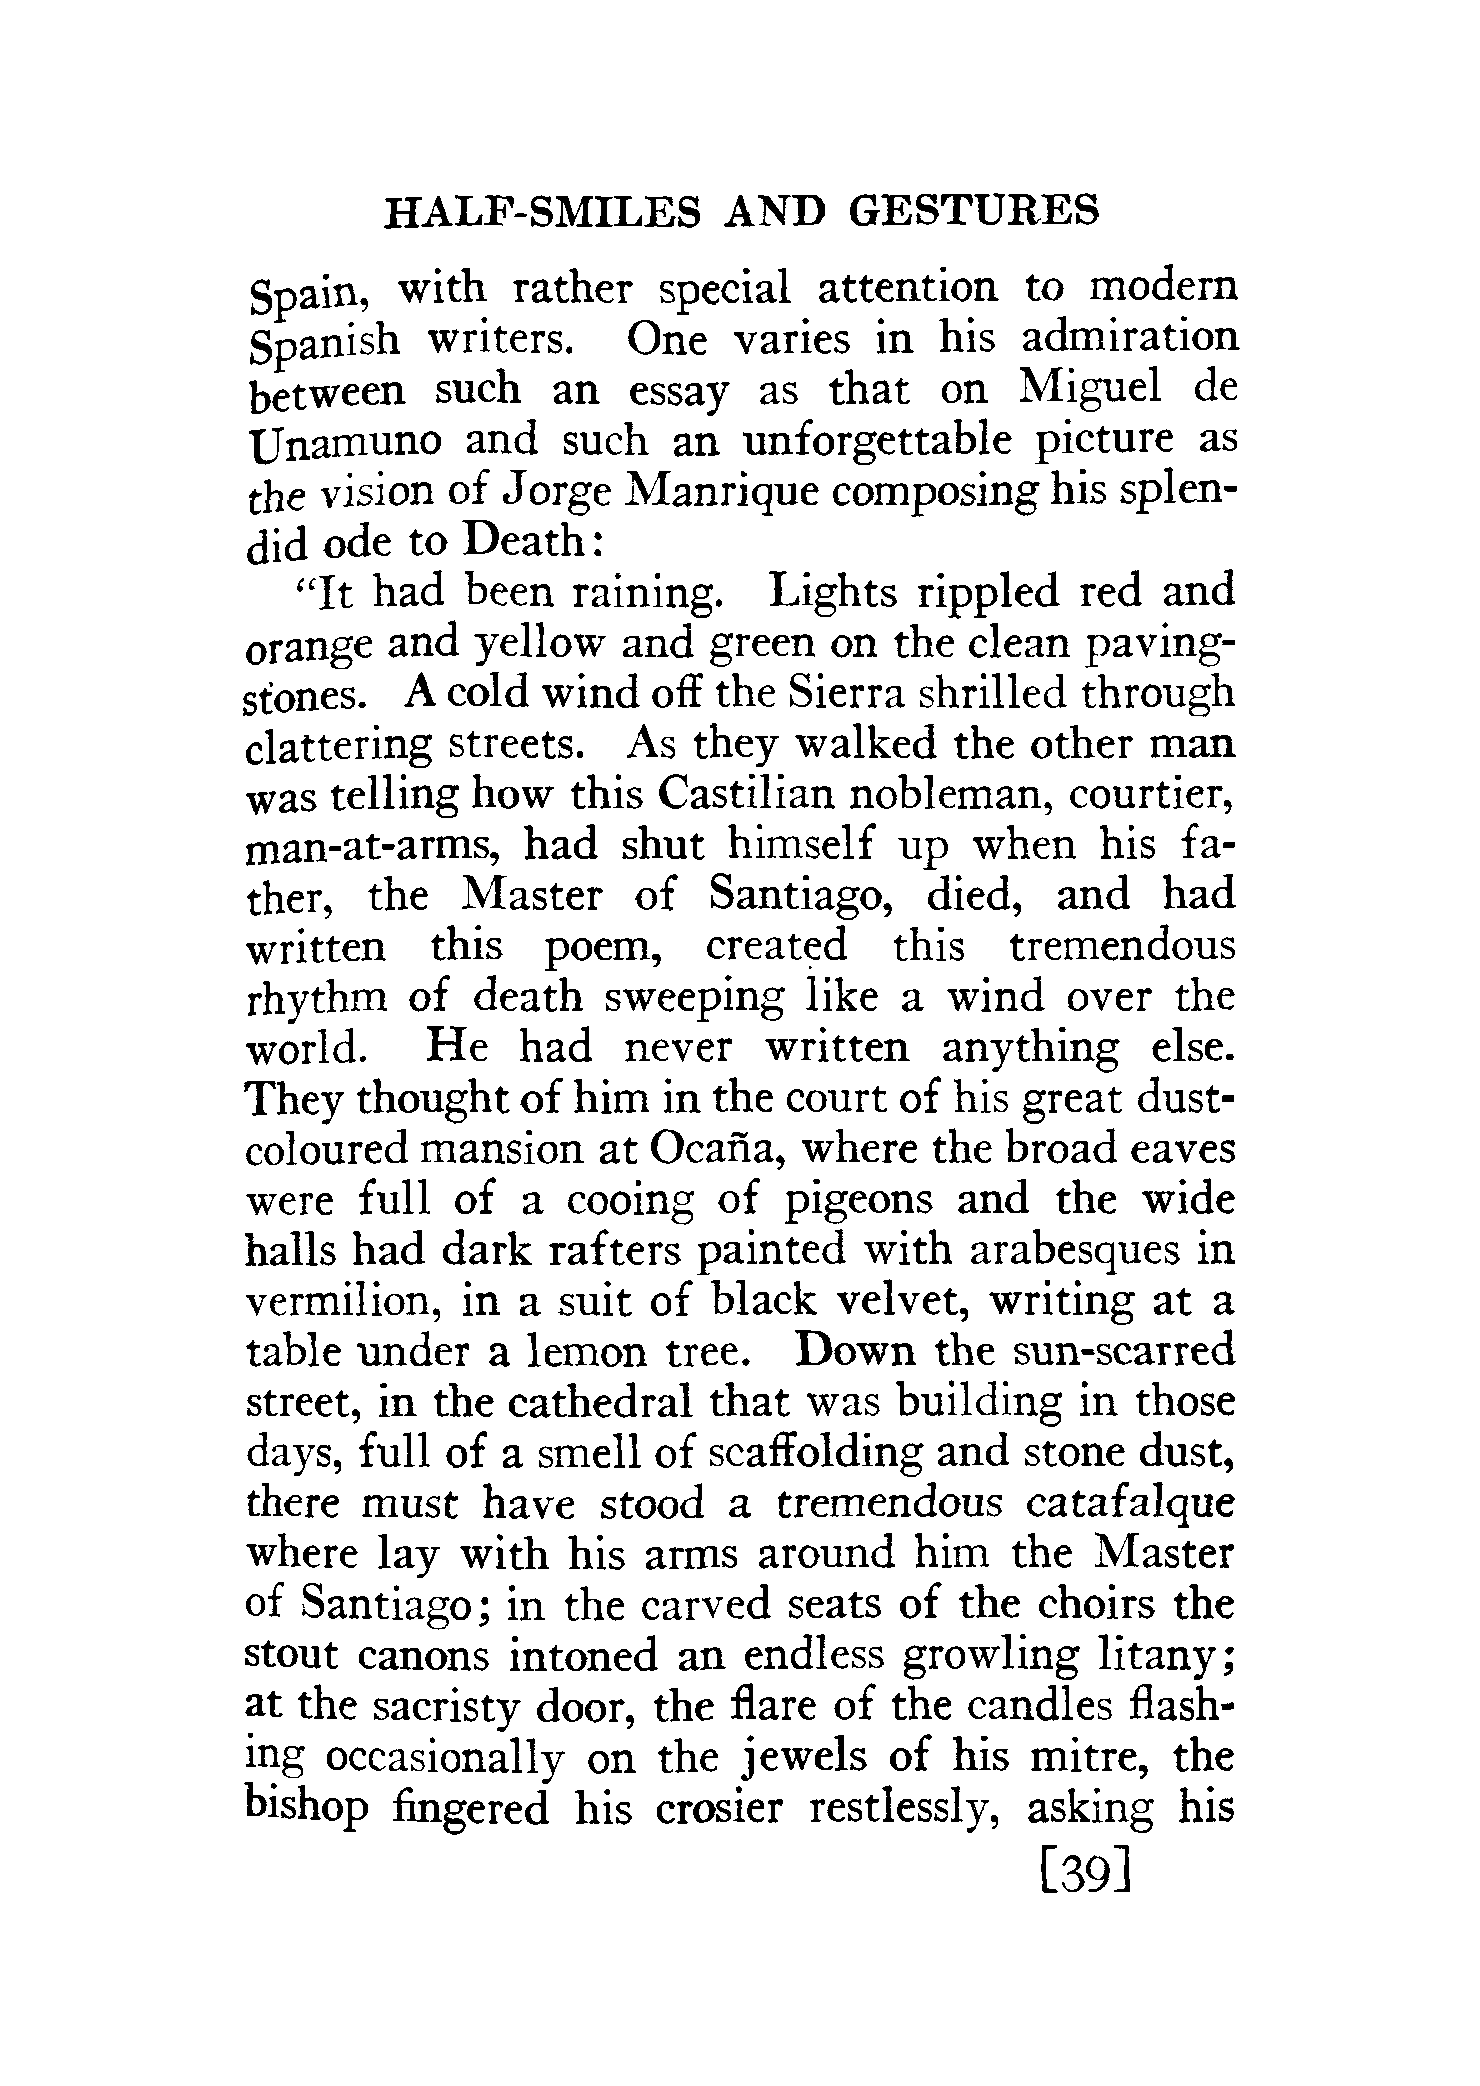 HALF-SMILES AND GESTURES
Spain, with rather special attention to modern
Spanish writers. One varies in his admiration
between such an essay as that on Miguel de
Unamuno and such an unforgettable picture as
the vision of Jorge Manrique composing his splen-
did ode to Death:
"It had been raining. Lights rippled red and
orange and yellow and green on the clean paving-
stones. A cold wind off the Sierra shrilled through
clattering streets. As they walked the other man
was telling how this Castilian nobleman, courtier,
man-at-arms, had shut himself up when his fa-
ther, the Master of Santiago, died, and had
written this poem, created this tremendous
rhythm of death sweeping like a wind over the
world. He had never written anything else.
They thought of him in the court of his great dust-
coloured mansion at Ocaña, where the broad eaves
were full of a cooing of pigeons and the wide
halls had dark rafters painted with arabesques in
vermilion, in a suit of black velvet, writing at a
table under a lemon tree. Down the sun-scarred
street, in the cathedral that was building in those
days, full of a smell of scaffolding and stone dust,
there must have stood a tremendous catafalque
where lay with his arms around him the Master
of Santiago; in the carved seats of the choirs the
stout canons intoned an endless growling litany;
at the sacristy door, the flare of the candles flash-
ing occasionally on the jewels of his mitre, the
bishop fingered his crosier restlessly, asking his
[39]